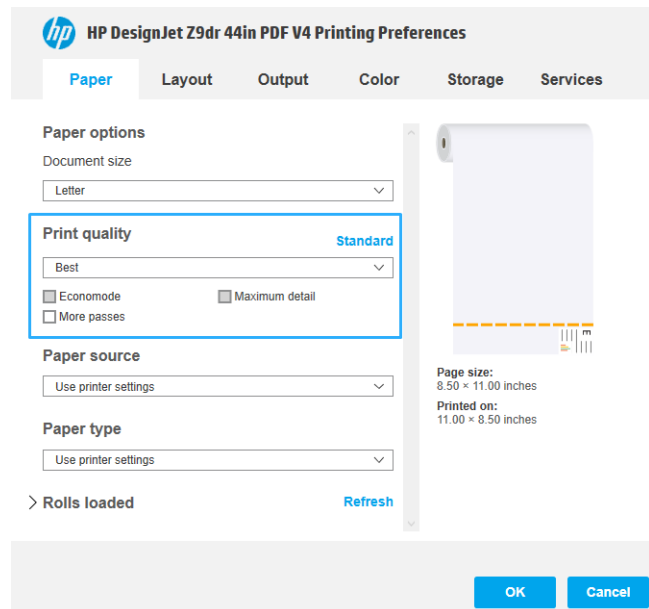 hp HP DesignJet Z9dr 44in PDF V4 Printing Preferences
Paper Layout Output Color Storage Services
Paper options
Document size
Letter
Print quality Standard
Best
Economode Maximum detail
More passes
Paper source
Use printer settings
Paper type
Use printer settings
Rolls loaded Refresh
Page size:
8.50 × 11.00 inches
Printed on:
11.00 × 8.50 inches
OK Cancel